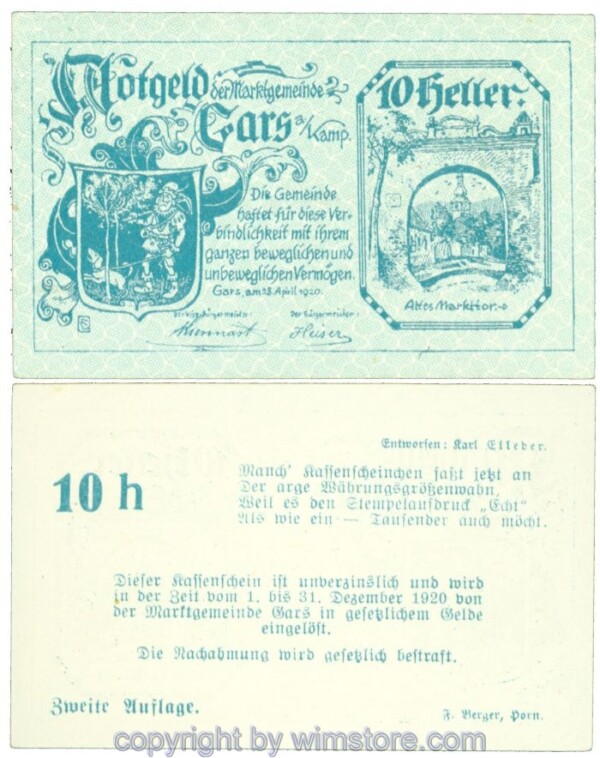 Notgeld der Marktgemeinde
Gars a/Kamp.
Die Gemeinde
haftet für diese Ver-
bindlichkeit mit ihrem
ganzen beweglichen und
unbeweglichen Vermögen.
Gars, am 28. April 1920.
der Bürgermeister:
Heiser
10 Heller.
Altes Markttor.
Entworfen: Karl Elleder.
10 h
Manch' Kassenscheinchen faßt jetzt an
Der arge Währungsgrößenwahn,
Weil es den Stempelaufdruck „Echt"
Als wie ein — Tausender auch möcht.
Dieser Kassenschein ist unverzinslich und wird
in der Zeit vom 1. bis 31. Dezember 1920 von
der Marktgemeinde Gars in gesetzlichem Gelde
eingelöst.
Die Nachahmung wird gesetzlich bestraft.
Zweite Auflage.
F. Berger, Horn.
copyright by wimstore.com